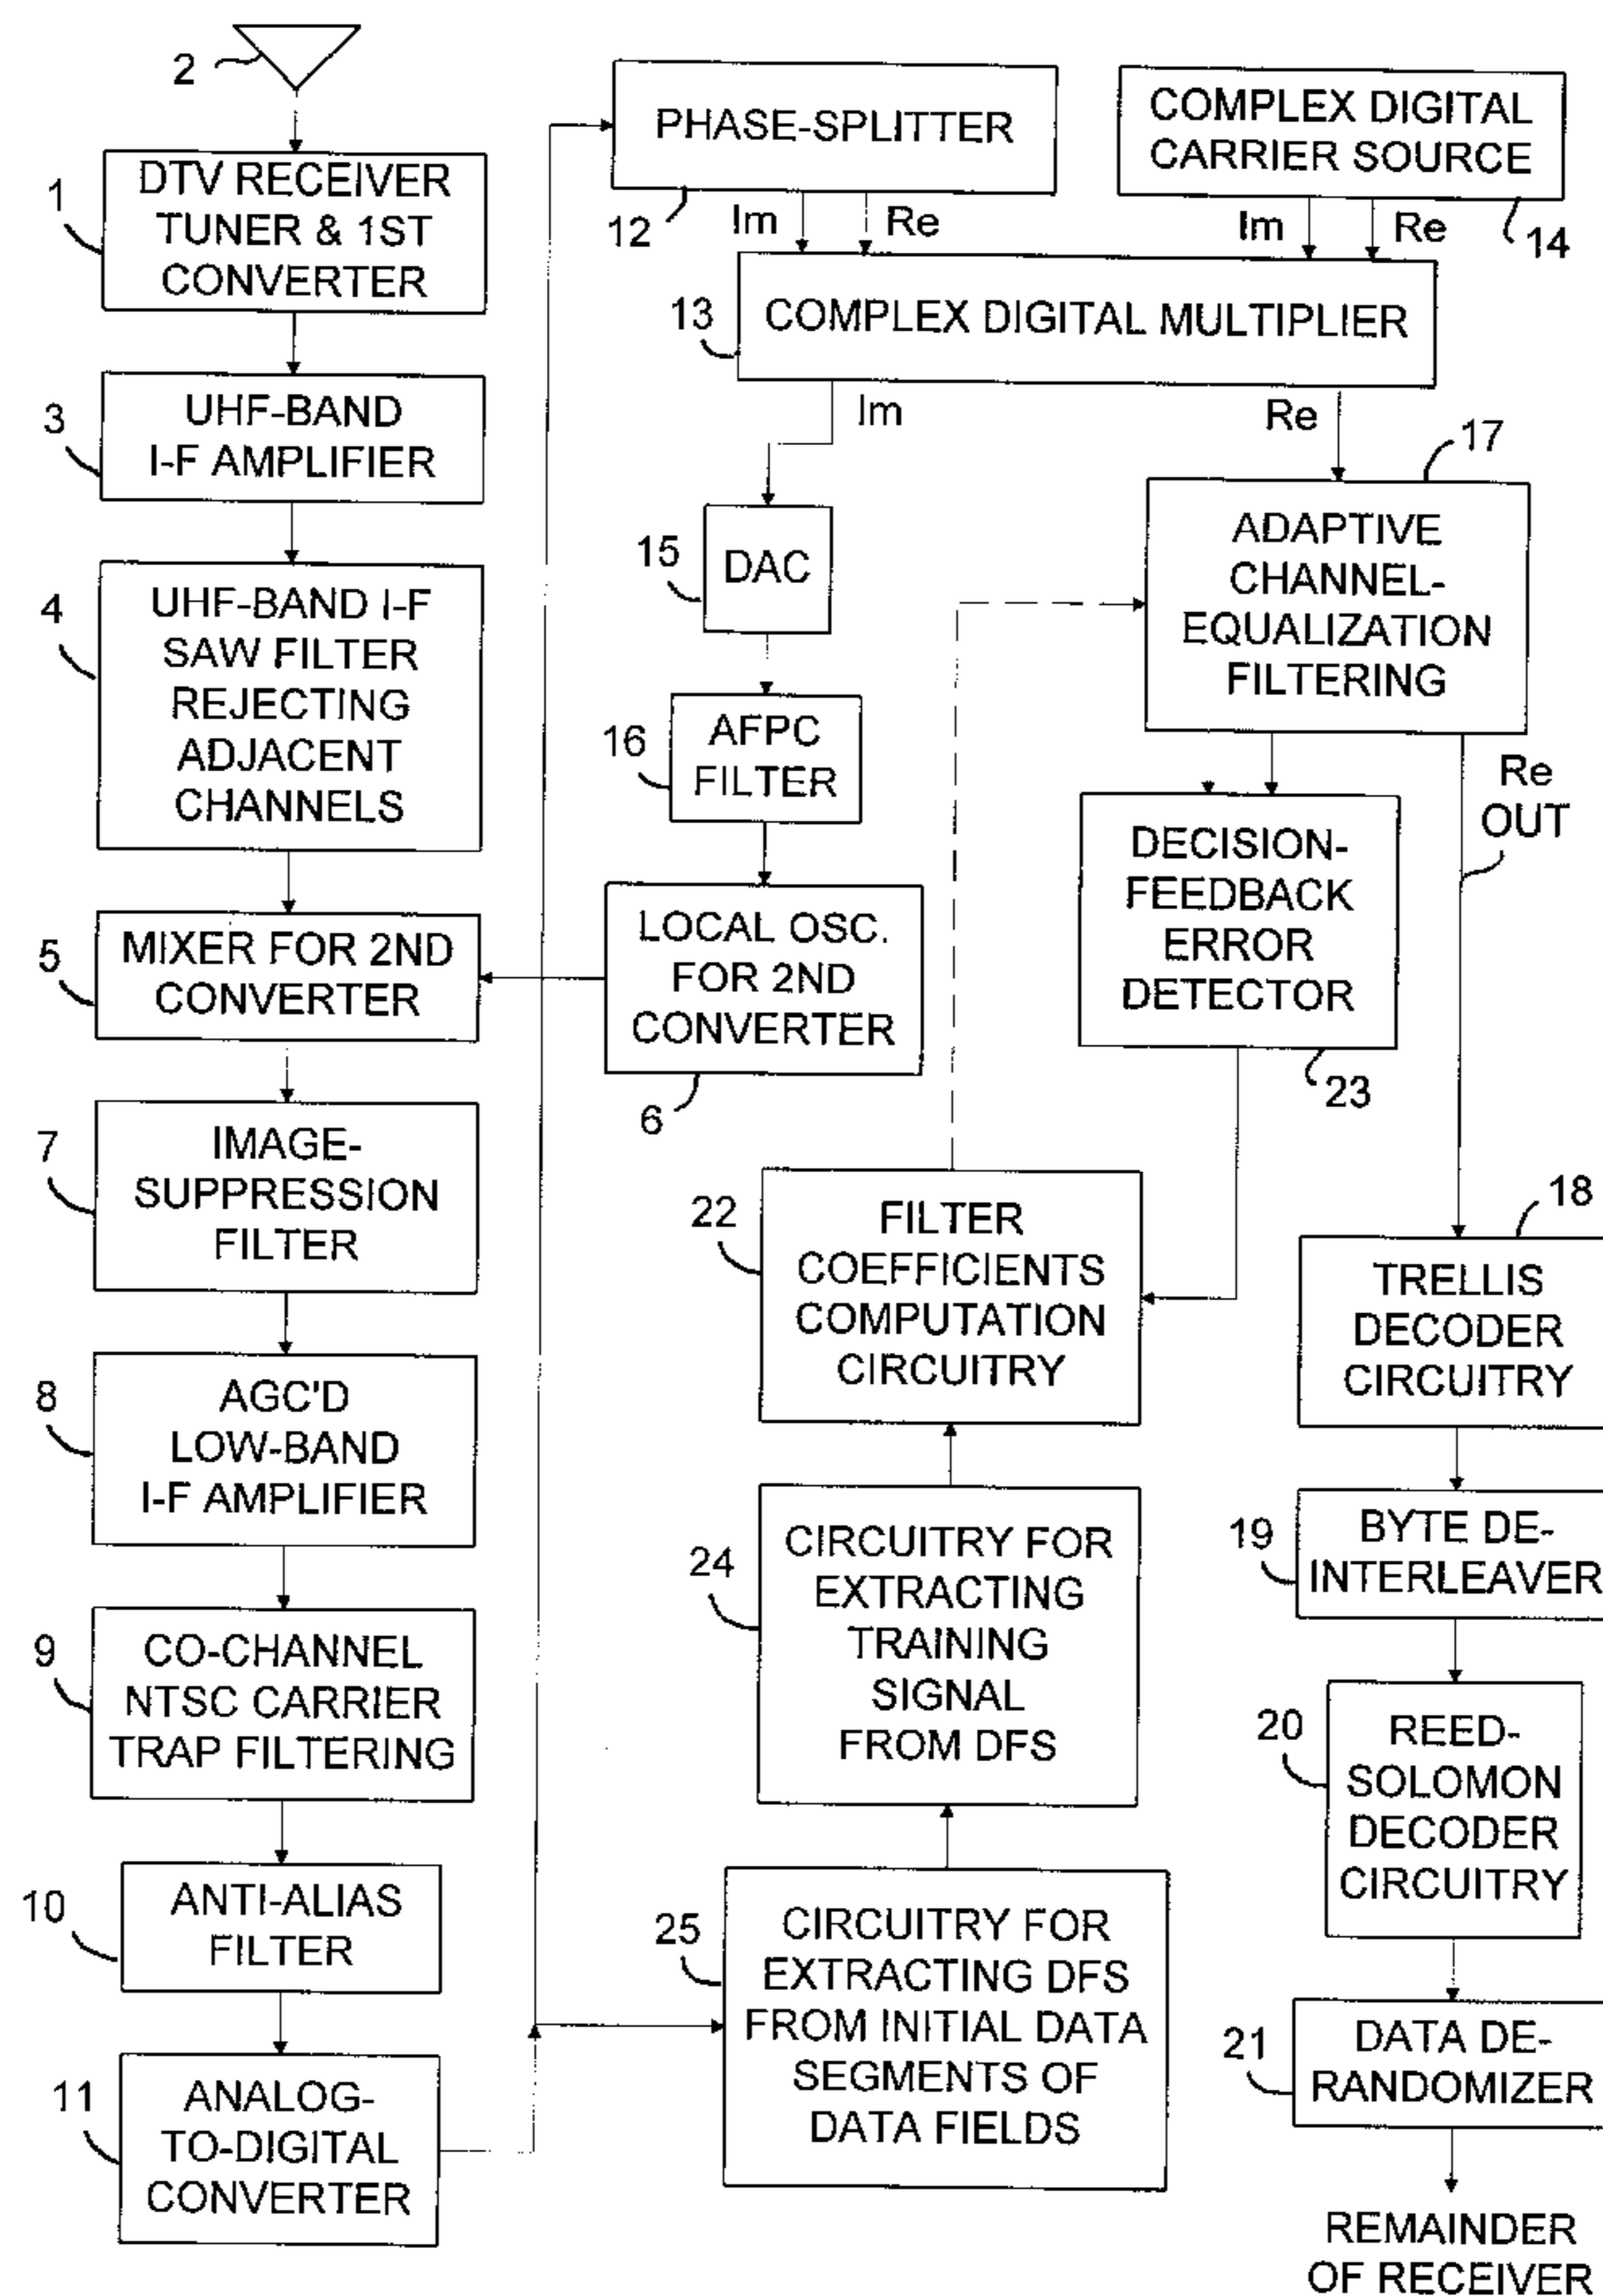 2
1
DTV RECEIVER
TUNER & 1ST
CONVERTER
3
UHF-BAND
I-F AMPLIFIER
4
UHF-BAND I-F
SAW FILTER
REJECTING
ADJACENT
CHANNELS
5
MIXER FOR 2ND
CONVERTER
7
IMAGE-
SUPPRESSION
FILTER
8
AGC'D
LOW-BAND
I-F AMPLIFIER
9
CO-CHANNEL
NTSC CARRIER
TRAP FILTERING
10
ANTI-ALIAS
FILTER
11
ANALOG-
TO-DIGITAL
CONVERTER
PHASE-SPLITTER
12
Im
Re
COMPLEX DIGITAL
CARRIER SOURCE
14
Im
Re
13
COMPLEX DIGITAL MULTIPLIER
Im
Re
15
DAC
16
AFPC
FILTER
LOCAL OSC.
FOR 2ND
CONVERTER
6
17
ADAPTIVE
CHANNEL-
EQUALIZATION
FILTERING
Re
OUT
DECISION-
FEEDBACK
ERROR
DETECTOR
23
22
FILTER
COEFFICIENTS
COMPUTATION
CIRCUITRY
24
CIRCUITRY FOR
EXTRACTING
TRAINING
SIGNAL
FROM DFS
25
CIRCUITRY FOR
EXTRACTING DFS
FROM INITIAL DATA
SEGMENTS OF
DATA FIELDS
18
TRELLIS
DECODER
CIRCUITRY
19
BYTE DE-
INTERLEAVER
20
REED-
SOLOMON
DECODER
CIRCUITRY
21
DATA DE-
RANDOMIZER
REMAINDER
OF RECEIVER